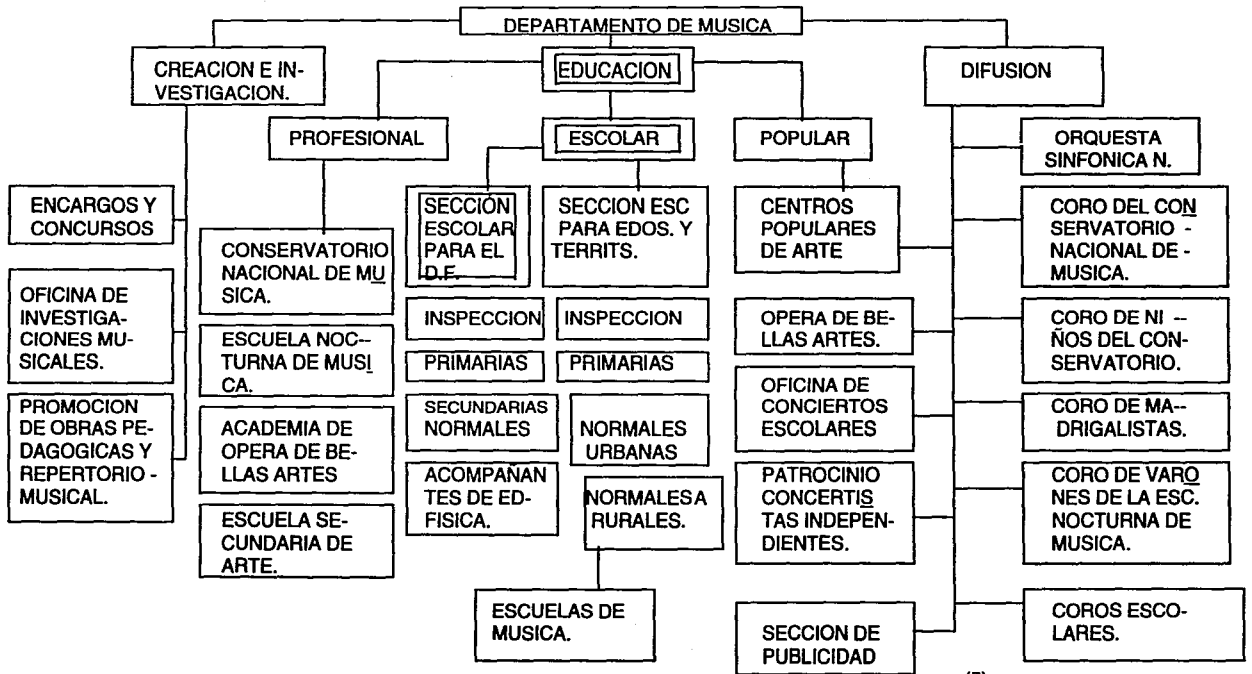 DEPARTAMENTO DE MUSICA
CREACION E IN-
VESTIGACION.
EDUCACION
DIFUSION
PROFESIONAL
ESCOLAR
POPULAR
ENCARGOS Y
CONCURSOS
OFICINA DE
INVESTIGA-
CIONES MU-
SICALES.
PROMOCION
DE OBRAS PE-
DAGOGICAS Y
REPERTORIO -
MUSICAL.
CONSERVATORIO
NACIONAL DE MU
SICA.
ESCUELA NOC--
TURNA DE MUSI
CA.
ACADEMIA DE
OPERA DE BE-
LLAS ARTES
ESCUELA SE-
CUNDARIA DE
ARTE.
SECCIÓN
ESCOLAR
PARA EL
D.F.
INSPECCION
PRIMARIAS
SECUNDARIAS
NORMALES
ACOMPAÑAN
TES DE ED-
FISICA.
SECCION ESC
PARA EDOS. Y
TERRITS.
INSPECCION
PRIMARIAS
NORMALES
URBANAS
NORMALES A
RURALES.
ESCUELAS DE
MUSICA.
CENTROS
POPULARES
DE ARTE
OPERA DE BE-
LLAS ARTES.
OFICINA DE
CONCIERTOS
ESCOLARES
PATROCINIO
CONCERTIS
TAS INDEPEN-
DIENTES.
SECCION DE
PUBLICIDAD
ORQUESTA
SINFONICA N.
CORO DEL CON
SERVATORIO -
NACIONAL DE -
MUSICA.
CORO DE NI --
ÑOS DEL CON-
SERVATORIO.
CORO DE MA--
DRIGALISTAS.
CORO DE VARO
NES DE LA ESC.
NOCTURNA DE
MUSICA.
COROS ESCO-
LARES.